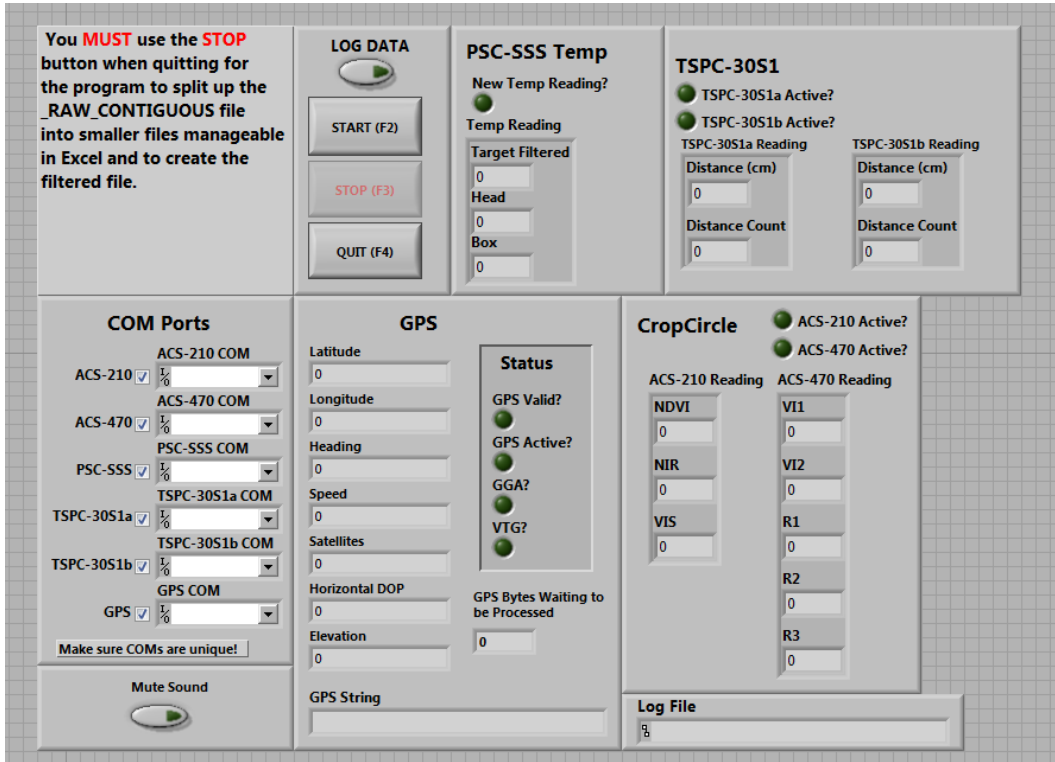 You MUST use the STOP
button when quitting for
the program to split up the
_RAW_CONTIGUOUS file
into smaller files manageable
in Excel and to create the
filtered file.
LOG DATA
START (F2)
STOP (F3)
QUIT (F4)
PSC-SSS Temp
New Temp Reading?
Temp Reading
Target Filtered
0
Head
0
Box
0
TSPC-30S1
TSPC-30S1a Active?
TSPC-30S1b Active?
TSPC-30S1a Reading
Distance (cm)
0
Distance Count
0
TSPC-30S1b Reading
Distance (cm)
0
Distance Count
0
COM Ports
ACS-210 COM
ACS-210
ACS-470 COM
ACS-470
PSC-SSS COM
PSC-SSS
TSPC-30S1a COM
TSPC-30S1a
TSPC-30S1b COM
TSPC-30S1b
GPS COM
GPS
Make sure COMs are unique!
Mute Sound
GPS
Latitude
0
Longitude
0
Heading
0
Speed
0
Satellites
0
Horizontal DOP
0
Elevation
0
GPS String
Status
GPS Valid?
GPS Active?
GGA?
VTG?
GPS Bytes Waiting to
be Processed
0
CropCircle
ACS-210 Active?
ACS-470 Active?
ACS-210 Reading
NDVI
0
NIR
0
VIS
0
ACS-470 Reading
VI1
0
VI2
0
R1
0
R2
0
R3
0
Log File